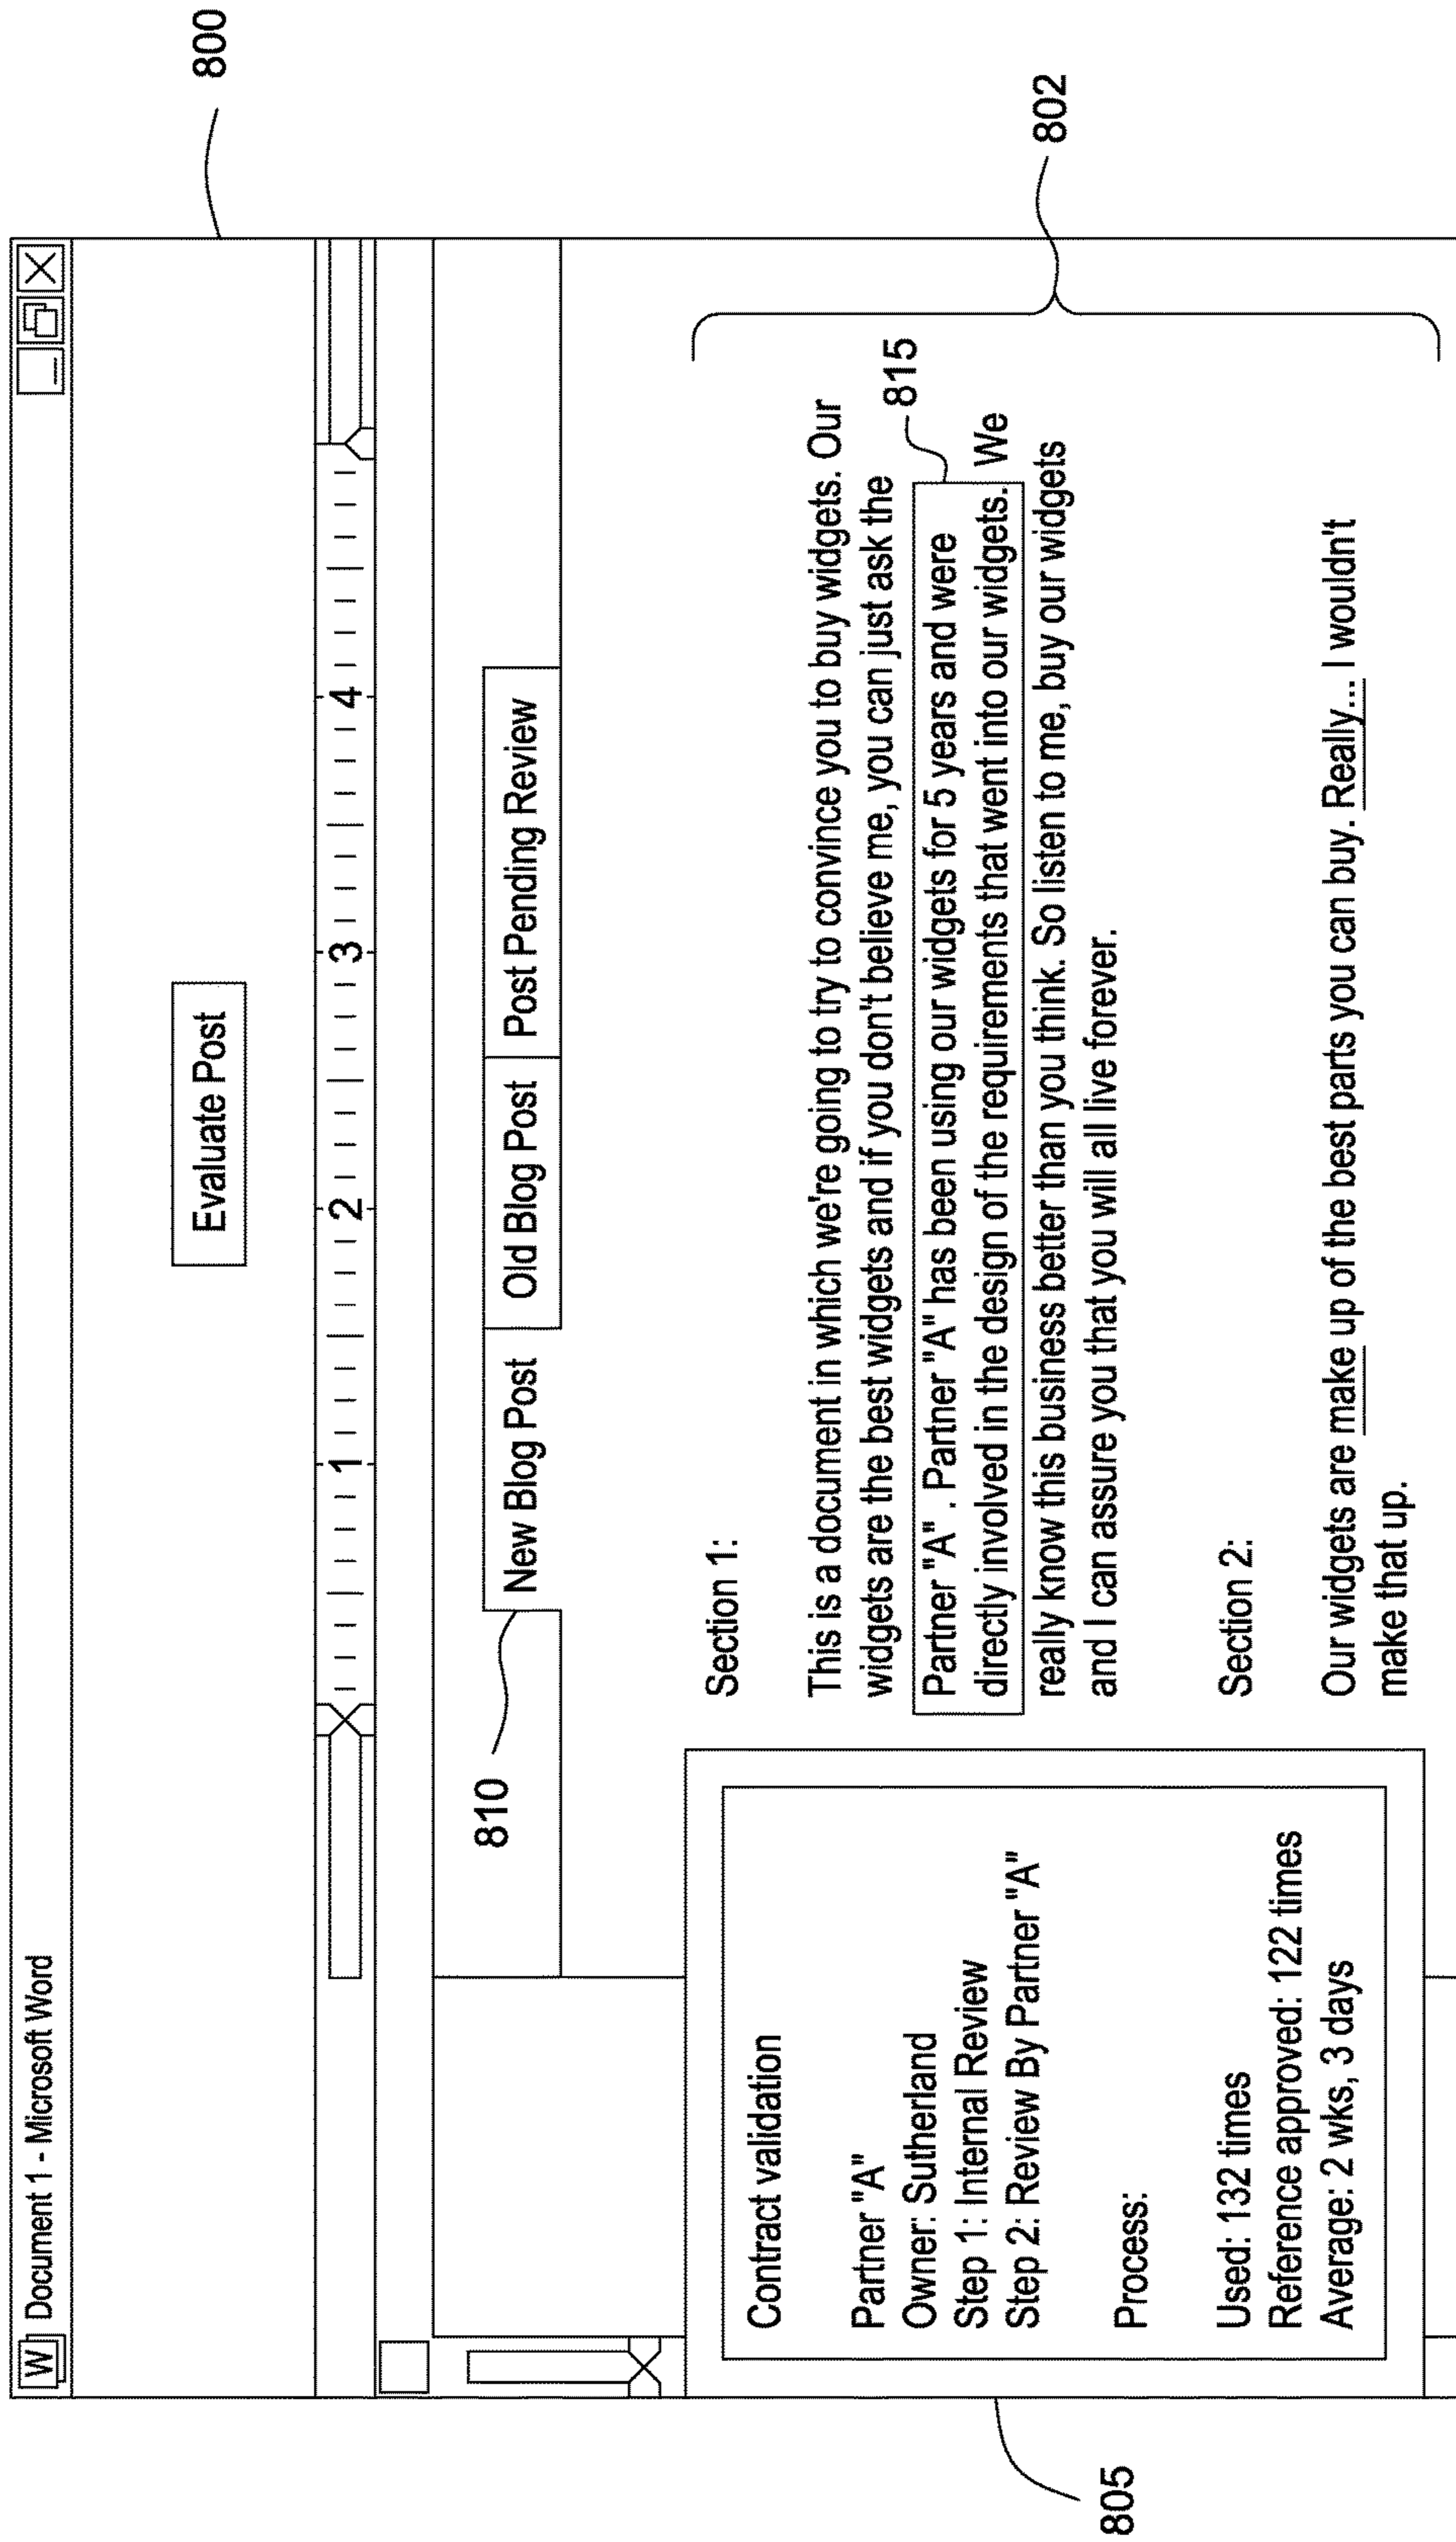 W Document 1 - Microsoft Word
800
Evaluate Post
1 2 3 4
810
New Blog Post Old Blog Post Post Pending Review
802
Section 1:
This is a document in which we're going to try to convince you to buy widgets. Our
widgets are the best widgets and if you don't believe me, you can just ask the
815
Partner "A" . Partner "A" has been using our widgets for 5 years and were
directly involved in the design of the requirements that went into our widgets. We
really know this business better than you think. So listen to me, buy our widgets
and I can assure you that you will all live forever.
Section 2:
Our widgets are make up of the best parts you can buy. Really... I wouldn't
make that up.
805
Contract validation
Partner "A"
Owner: Sutherland
Step 1: Internal Review
Step 2: Review By Partner "A"
Process:
Used: 132 times
Reference approved: 122 times
Average: 2 wks, 3 days